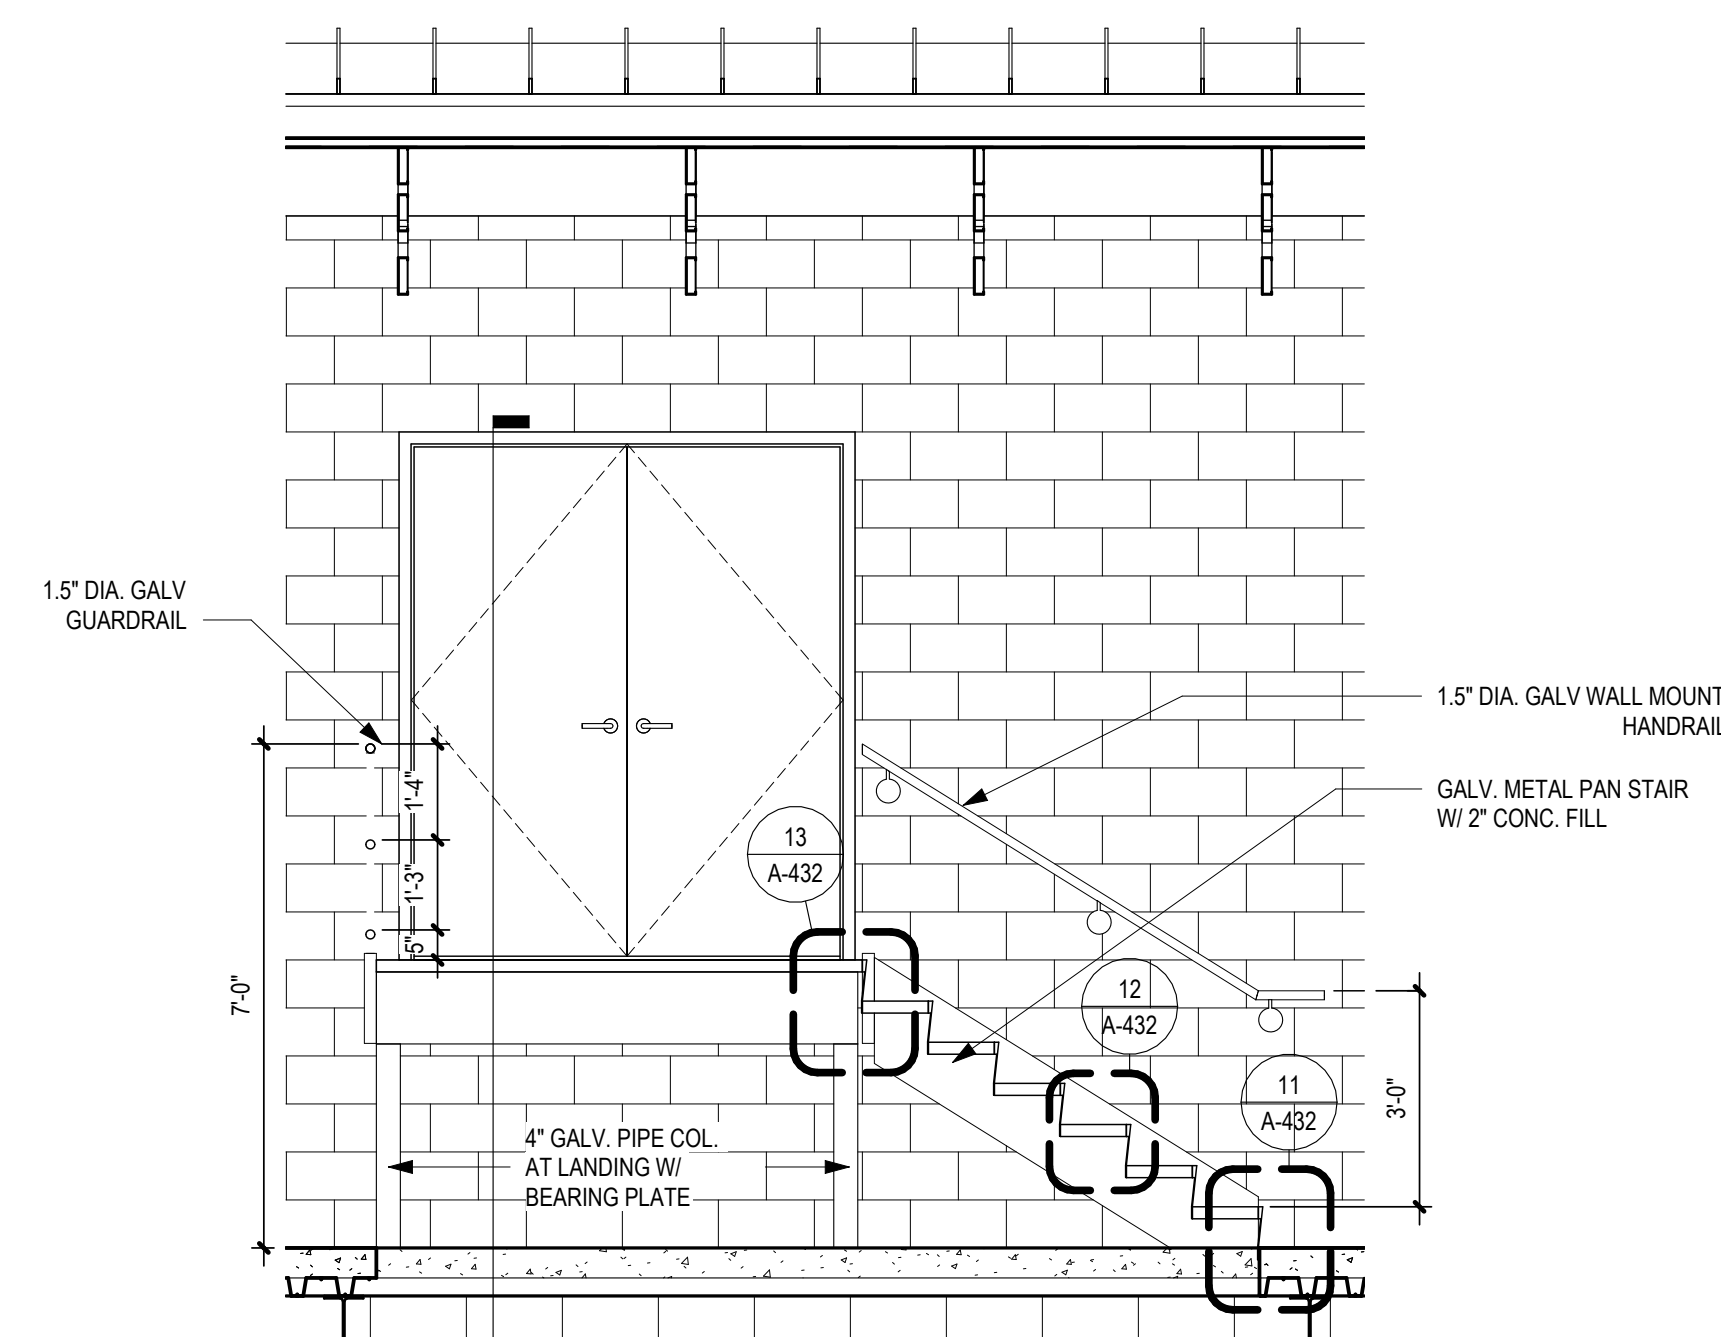 1.5" DIA. GALV
GUARDRAIL
1'-4"
1'-3"
5"
7'-0"
13
A-432
1.5" DIA. GALV WALL MOUNT
HANDRAIL
GALV. METAL PAN STAIR
W/ 2" CONC. FILL
12
A-432
11
A-432
3'-0"
4" GALV. PIPE COL.
AT LANDING W/
BEARING PLATE